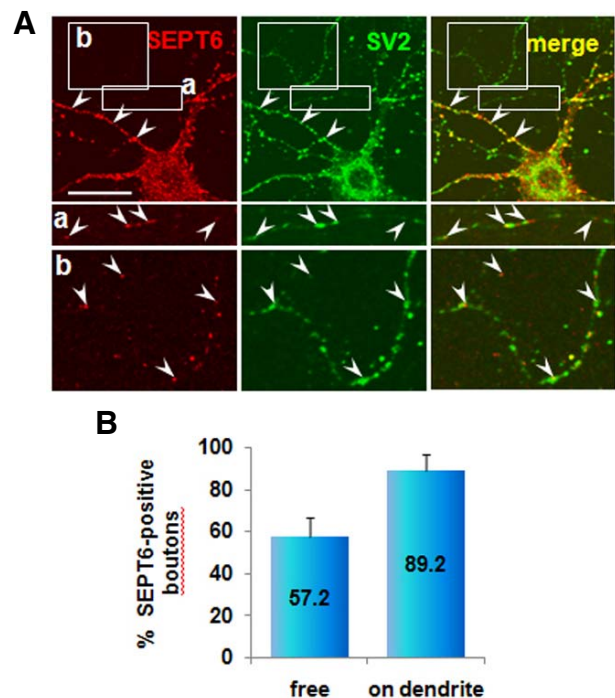 A
b SEPT6 SV2 merge
a
a
b
B
% SEPT6-positive
boutons
100
80
60
40
20
0
57.2
89.2
free on dendrite